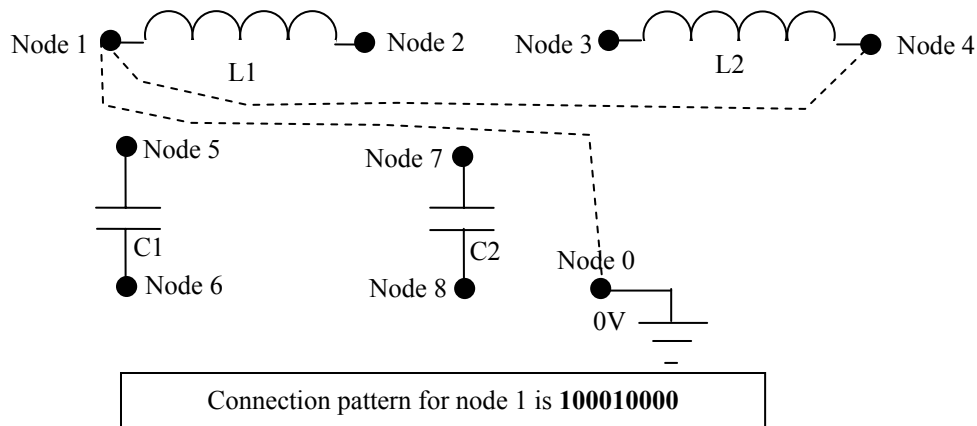 Node 1
Node 2
Node 3
Node 4
L1
L2
Node 5
Node 7
C1
C2
Node 0
Node 6
Node 8
0V
Connection pattern for node 1 is 100010000